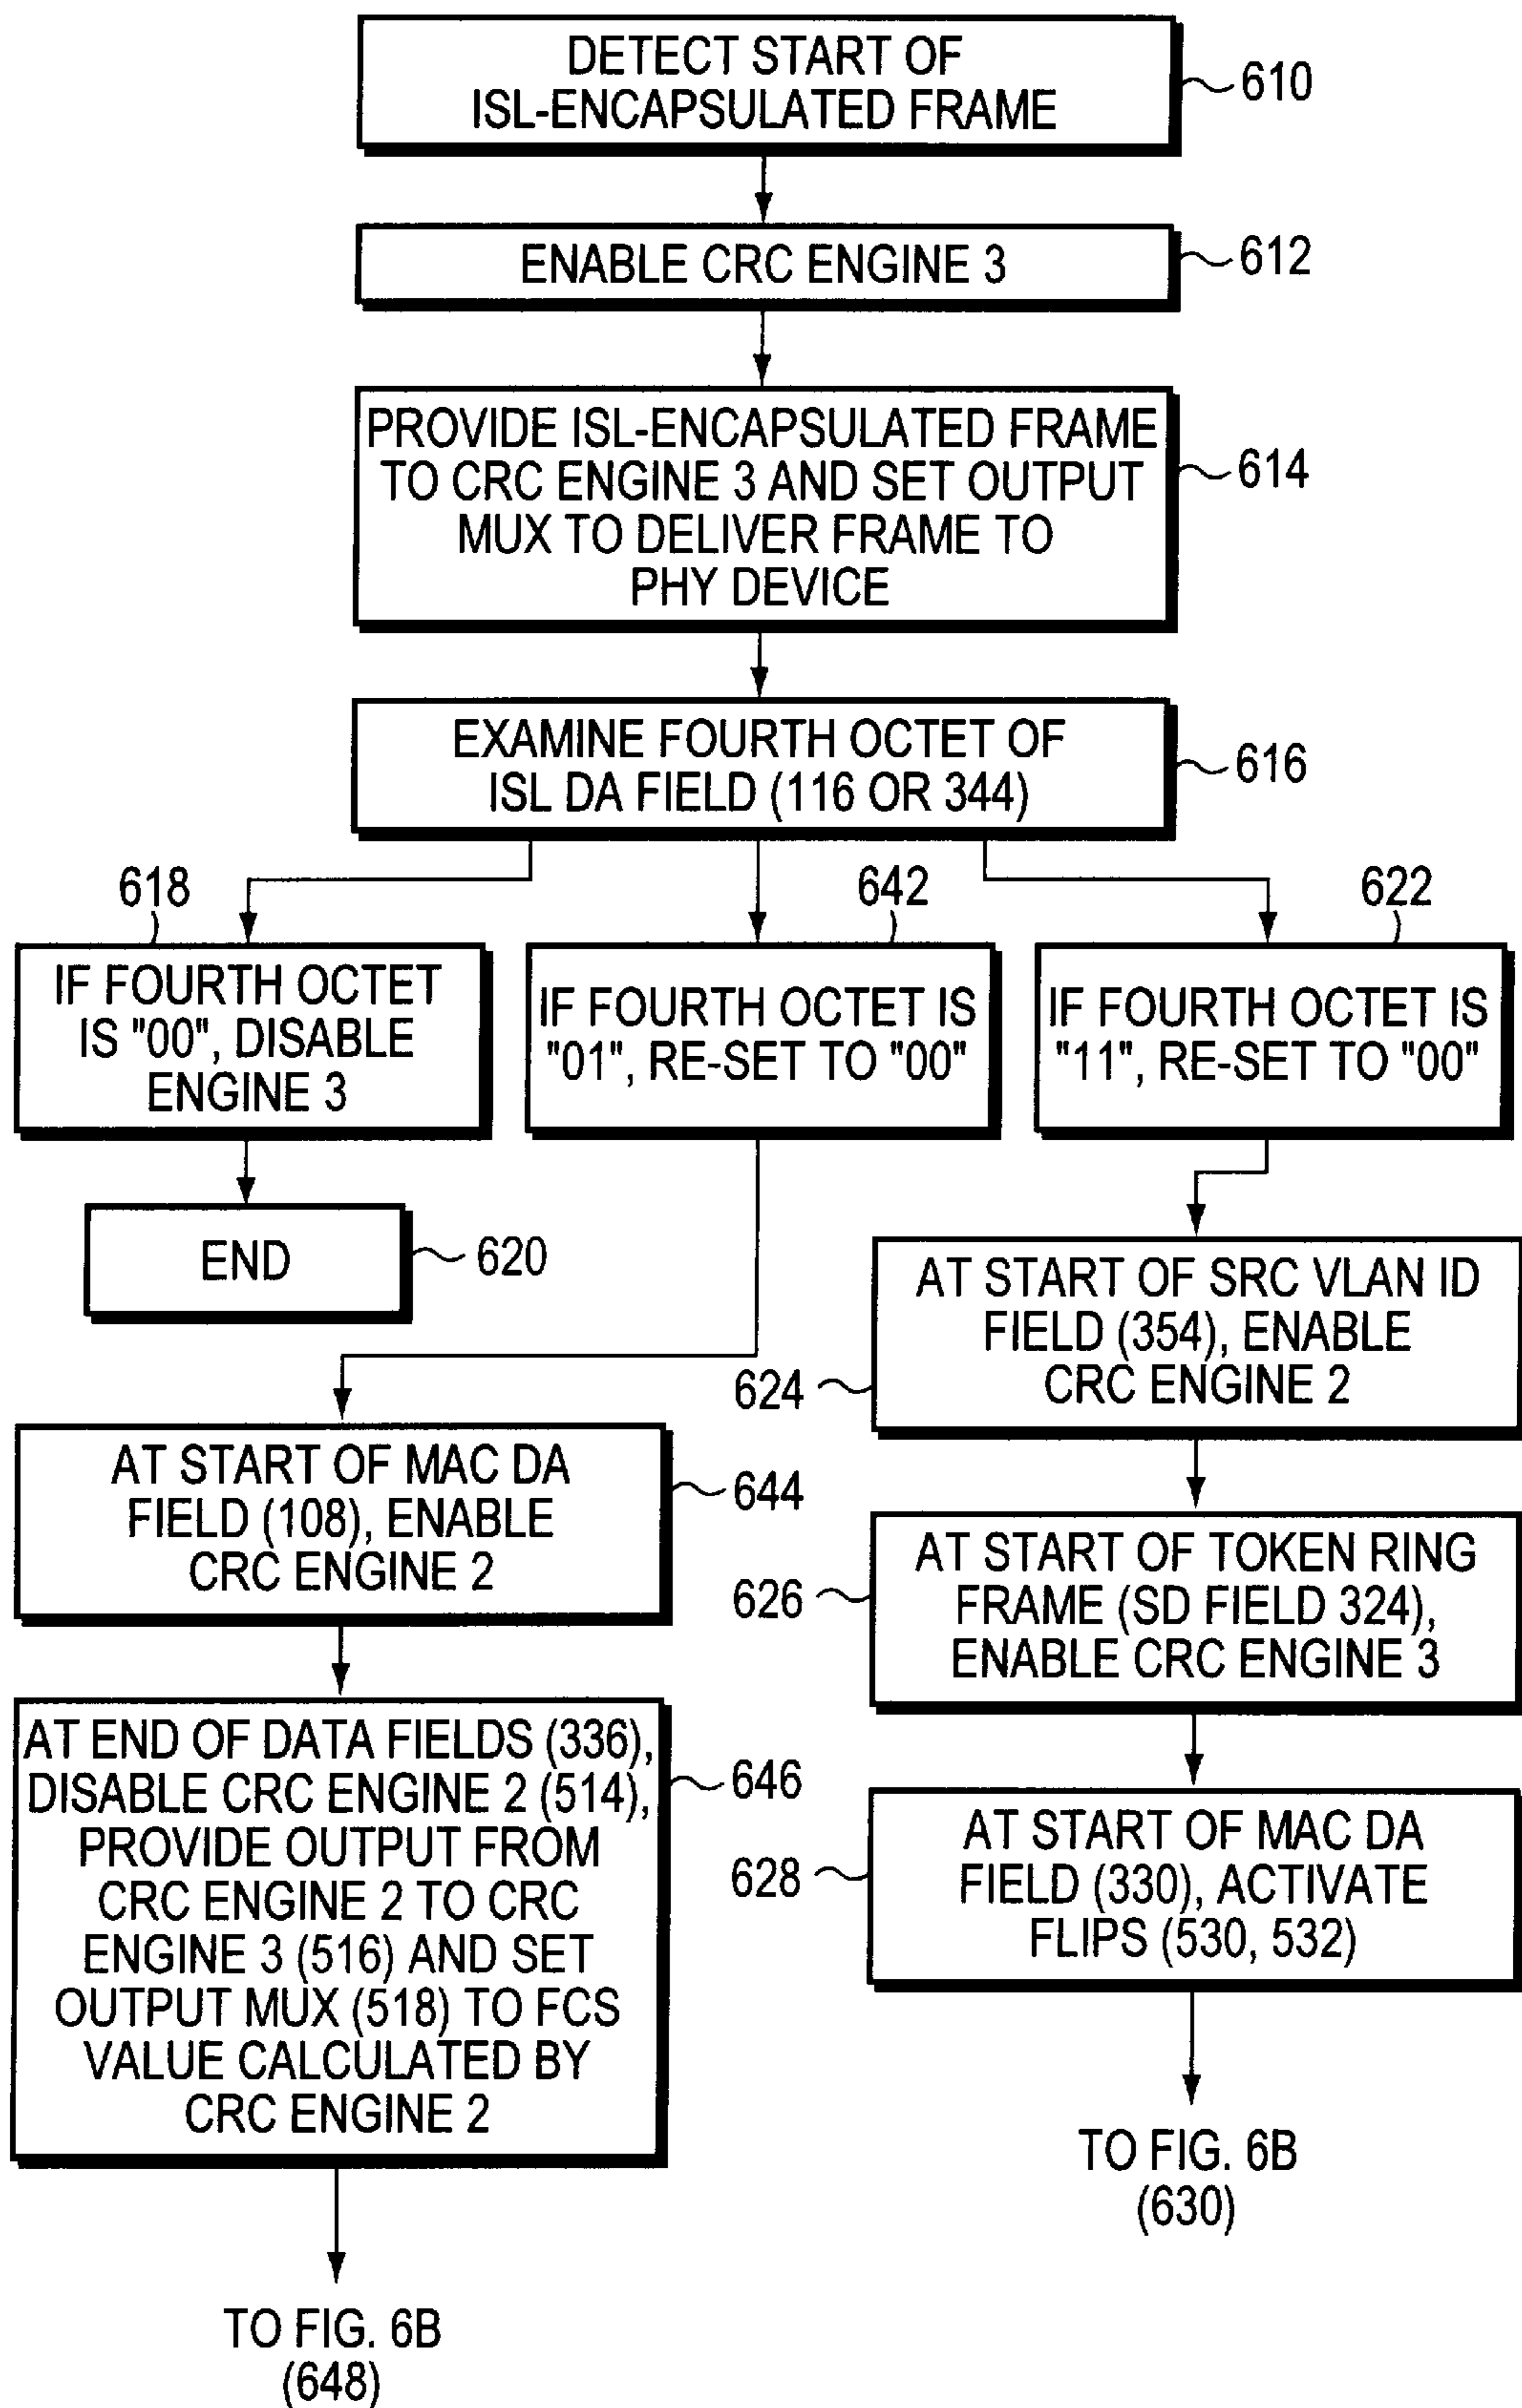 DETECT START OF
ISL-ENCAPSULATED FRAME
610
ENABLE CRC ENGINE 3
612
PROVIDE ISL-ENCAPSULATED FRAME
TO CRC ENGINE 3 AND SET OUTPUT
MUX TO DELIVER FRAME TO
PHY DEVICE
614
EXAMINE FOURTH OCTET OF
ISL DA FIELD (116 OR 344)
616
618
IF FOURTH OCTET
IS "00", DISABLE
ENGINE 3
642
IF FOURTH OCTET IS
"01", RE-SET TO "00"
622
IF FOURTH OCTET IS
"11", RE-SET TO "00"
END
620
AT START OF SRC VLAN ID
FIELD (354), ENABLE
CRC ENGINE 2
624
AT START OF MAC DA
FIELD (108), ENABLE
CRC ENGINE 2
644
AT START OF TOKEN RING
FRAME (SD FIELD 324),
ENABLE CRC ENGINE 3
626
AT END OF DATA FIELDS (336),
DISABLE CRC ENGINE 2 (514),
PROVIDE OUTPUT FROM
CRC ENGINE 2 TO CRC
ENGINE 3 (516) AND SET
OUTPUT MUX (518) TO FCS
VALUE CALCULATED BY
CRC ENGINE 2
646
AT START OF MAC DA
FIELD (330), ACTIVATE
FLIPS (530, 532)
628
TO FIG. 6B
(630)
TO FIG. 6B
(648)